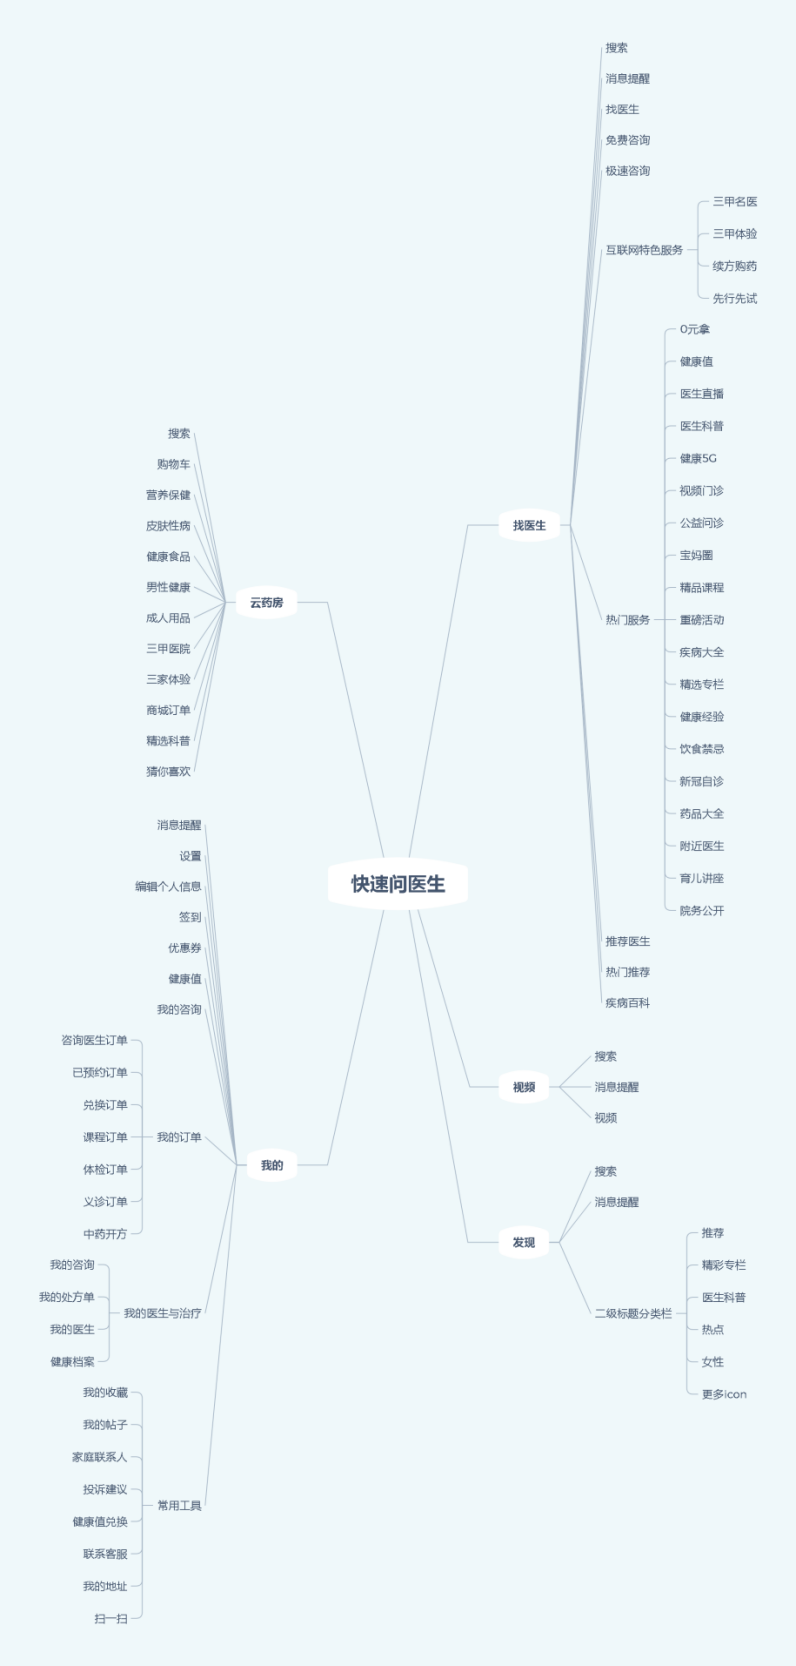 快速问医生
找医生
搜索
消息提醒
找医生
免费咨询
极速咨询
互联网特色服务
三甲名医
三甲体验
续方购药
先行先试
热门服务
0元拿
健康值
医生直播
医生科普
健康5G
视频门诊
公益问诊
宝妈圈
精品课程
重磅活动
疾病大全
精选专栏
健康经验
饮食禁忌
新冠自诊
药品大全
附近医生
育儿讲座
院务公开
推荐医生
热门推荐
疾病百科
视频
搜索
消息提醒
视频
发现
搜索
消息提醒
二级标题分类栏
推荐
精彩专栏
医生科普
热点
女性
更多icon
云药房
搜索
购物车
营养保健
皮肤性病
健康食品
男性健康
成人用品
三甲医院
三家体验
商城订单
精选科普
猜你喜欢
我的
消息提醒
设置
编辑个人信息
签到
优惠券
健康值
我的咨询
我的订单
咨询医生订单
已预约订单
兑换订单
课程订单
体检订单
义诊订单
中药开方
我的医生与治疗
我的咨询
我的处方单
我的医生
健康档案
常用工具
我的收藏
我的帖子
家庭联系人
投诉建议
健康值兑换
联系客服
我的地址
扫一扫